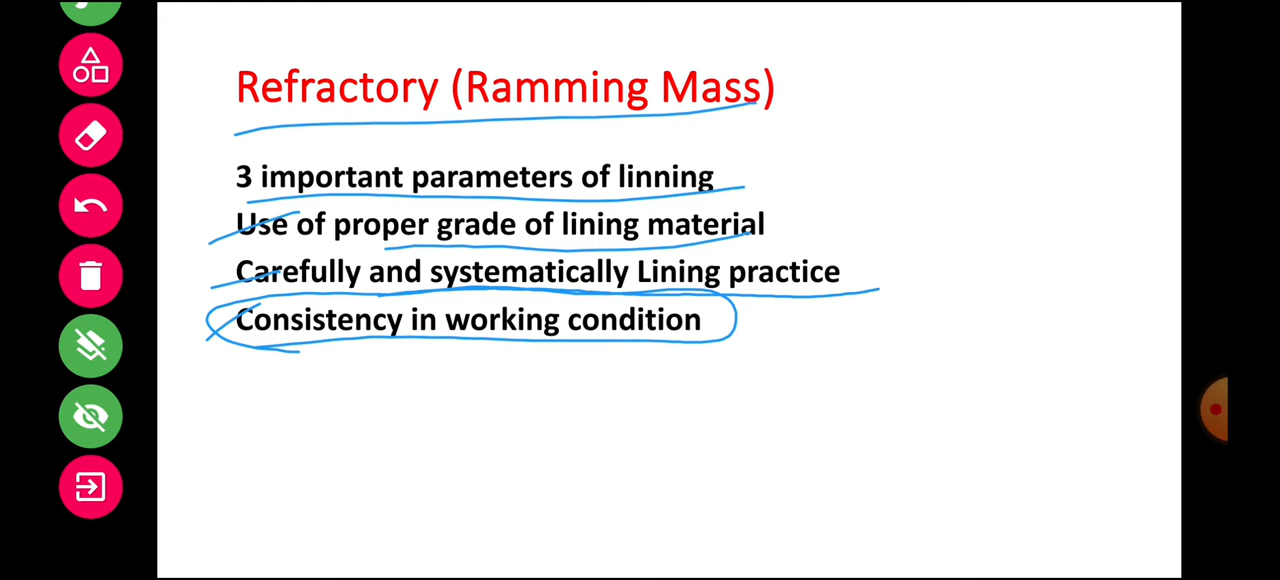 Refractory (Ramming Mass)
3 important parameters of linning
Use of proper grade of lining material
Carefully and systematically Lining practice
Consistency in working condition